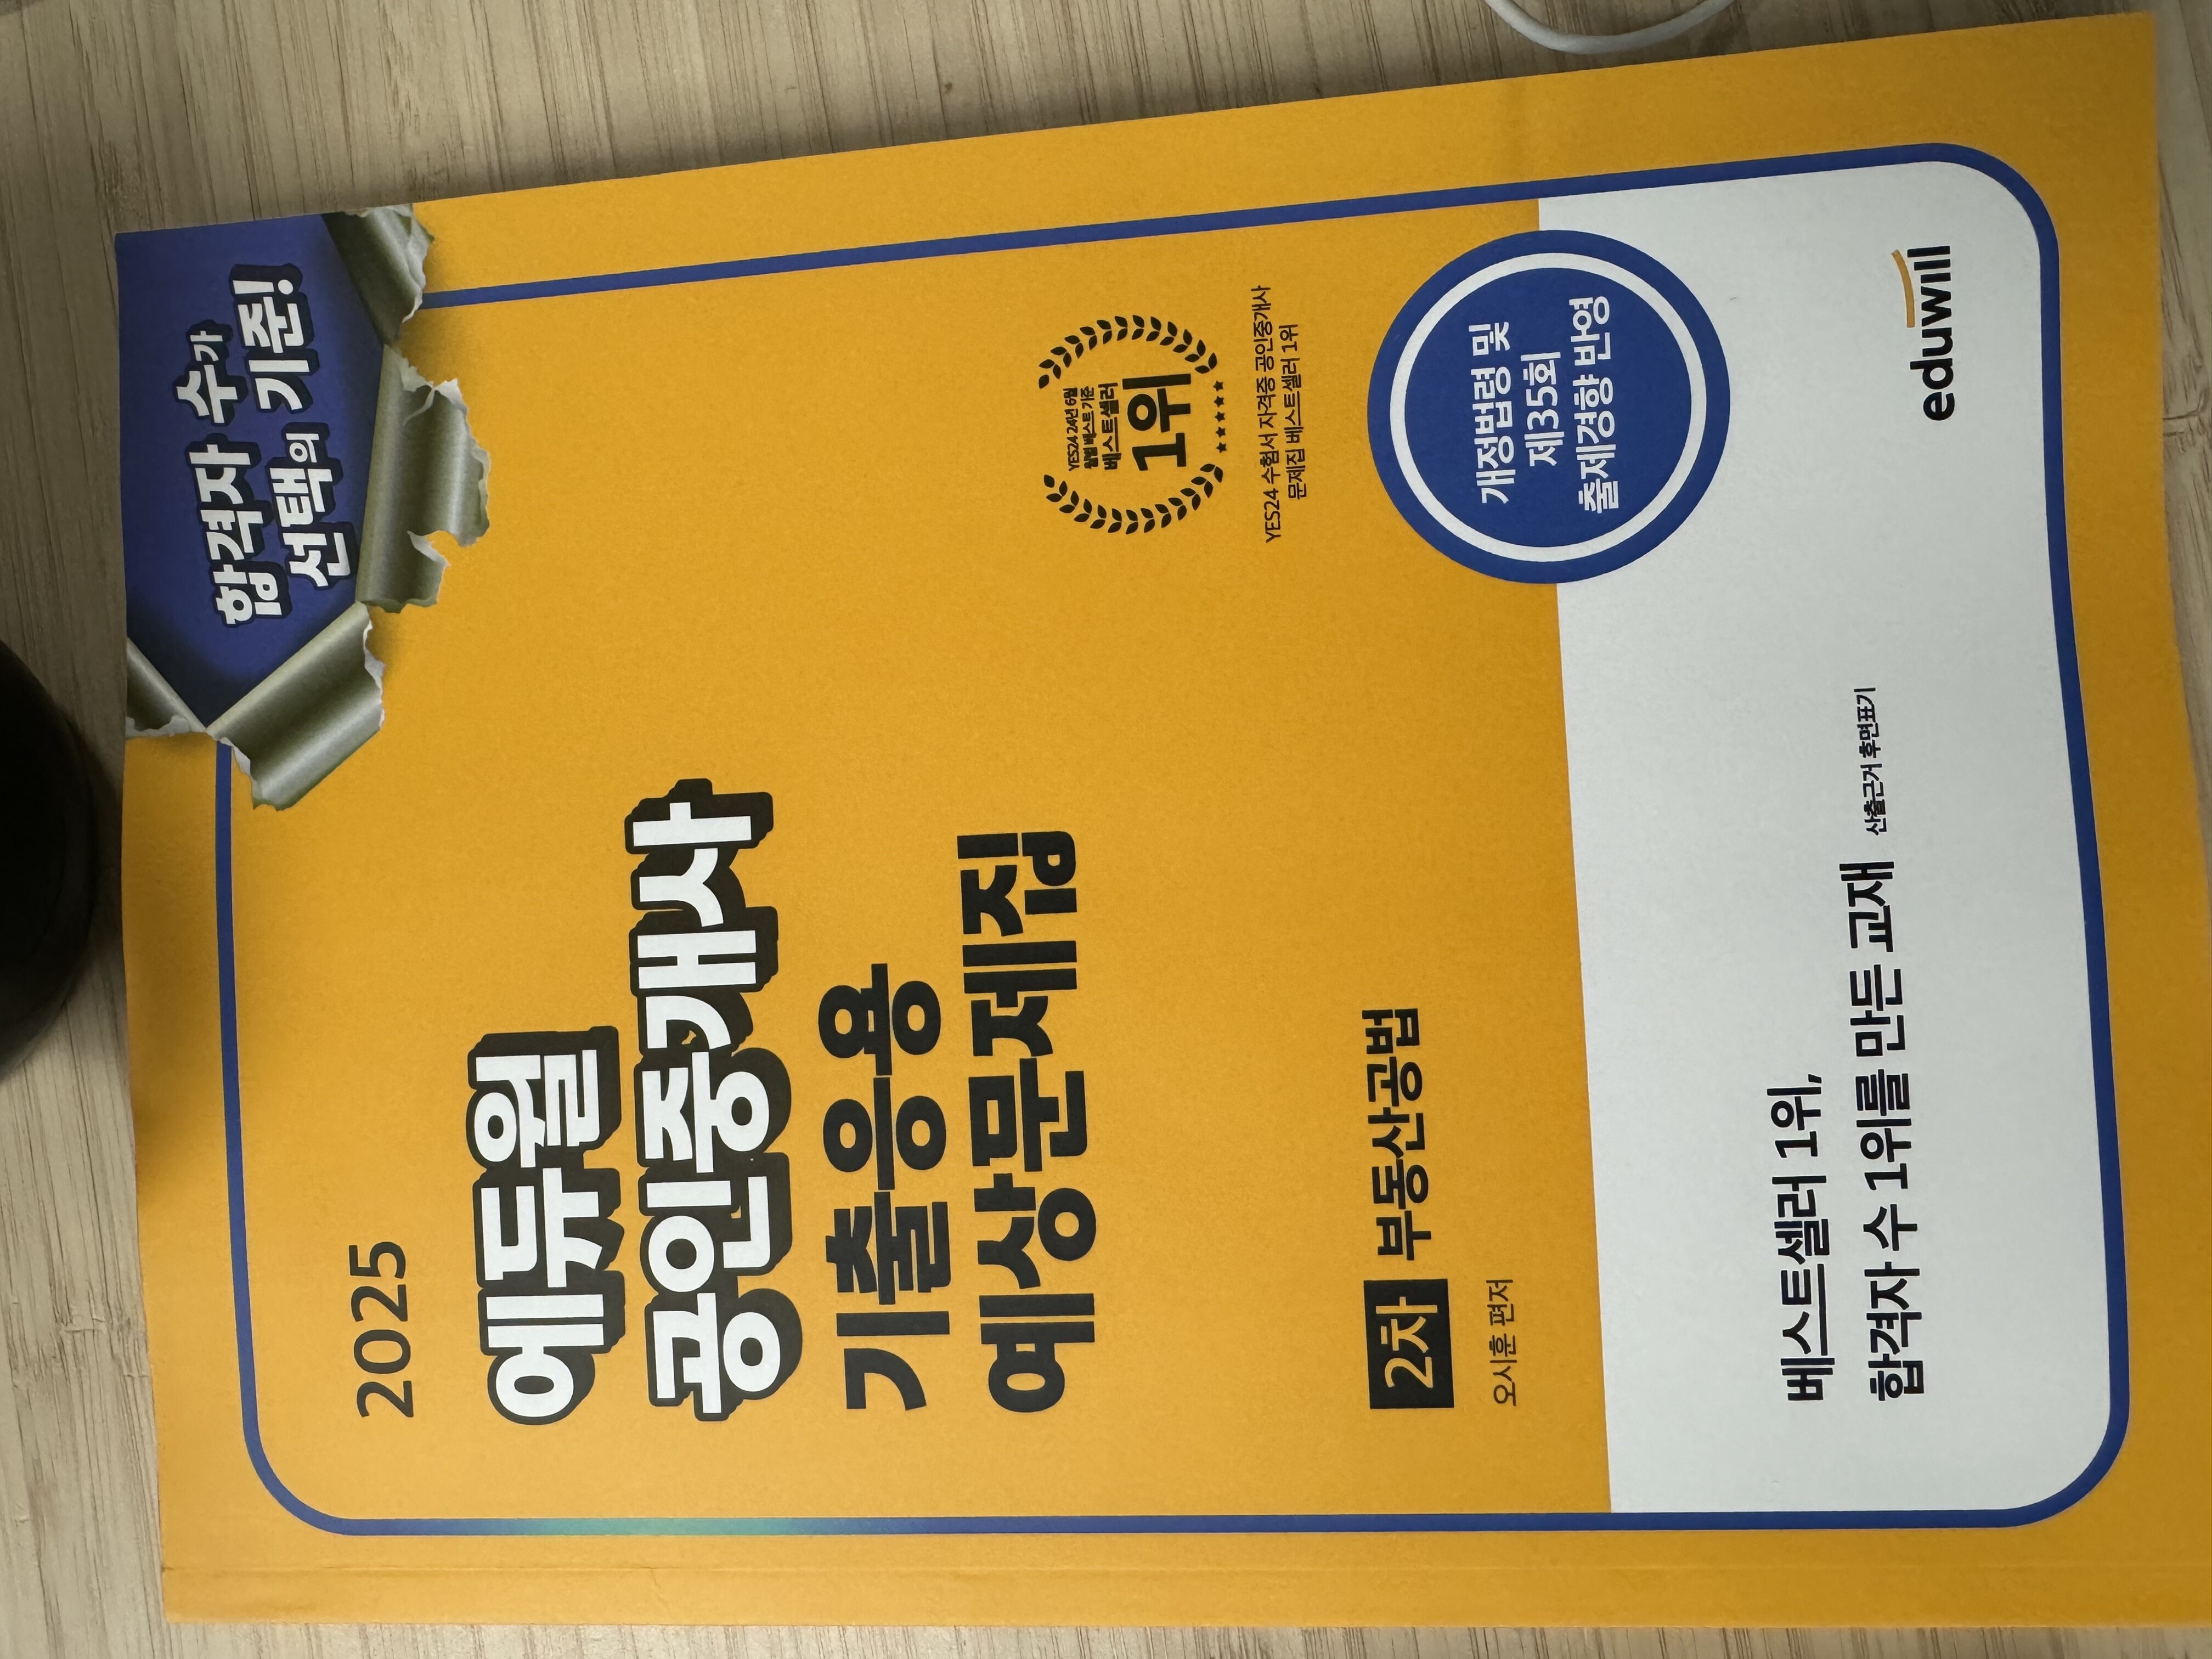 합격자 수가
선택의 기준!
2025
에듀윌
공인중개사
기출응용
예상문제집
YES24 24년 6월
월별 베스트 기준
베스트셀러
1위
YES24 수험서 자격증 공인중개사
문제집 베스트셀러 1위
2차 부동산공법
오시훈 편저
개정법령 및
제35회
출제경향 반영
베스트셀러 1위,
합격자 수 1위를 만든 교재 산출근거 후면표기
eduwill